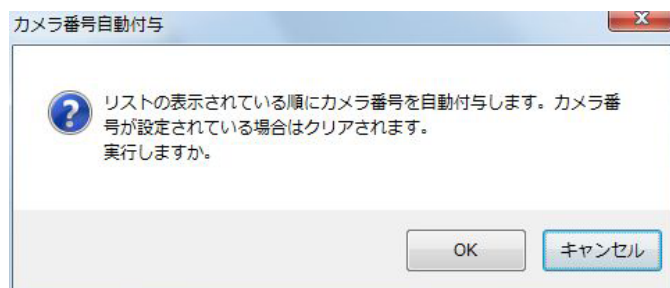 カメラ番号自動付与
リストの表示されている順にカメラ番号を自動付与します。カメラ番
号が設定されている場合はクリアされます。
実行しますか。
OK
キャンセル